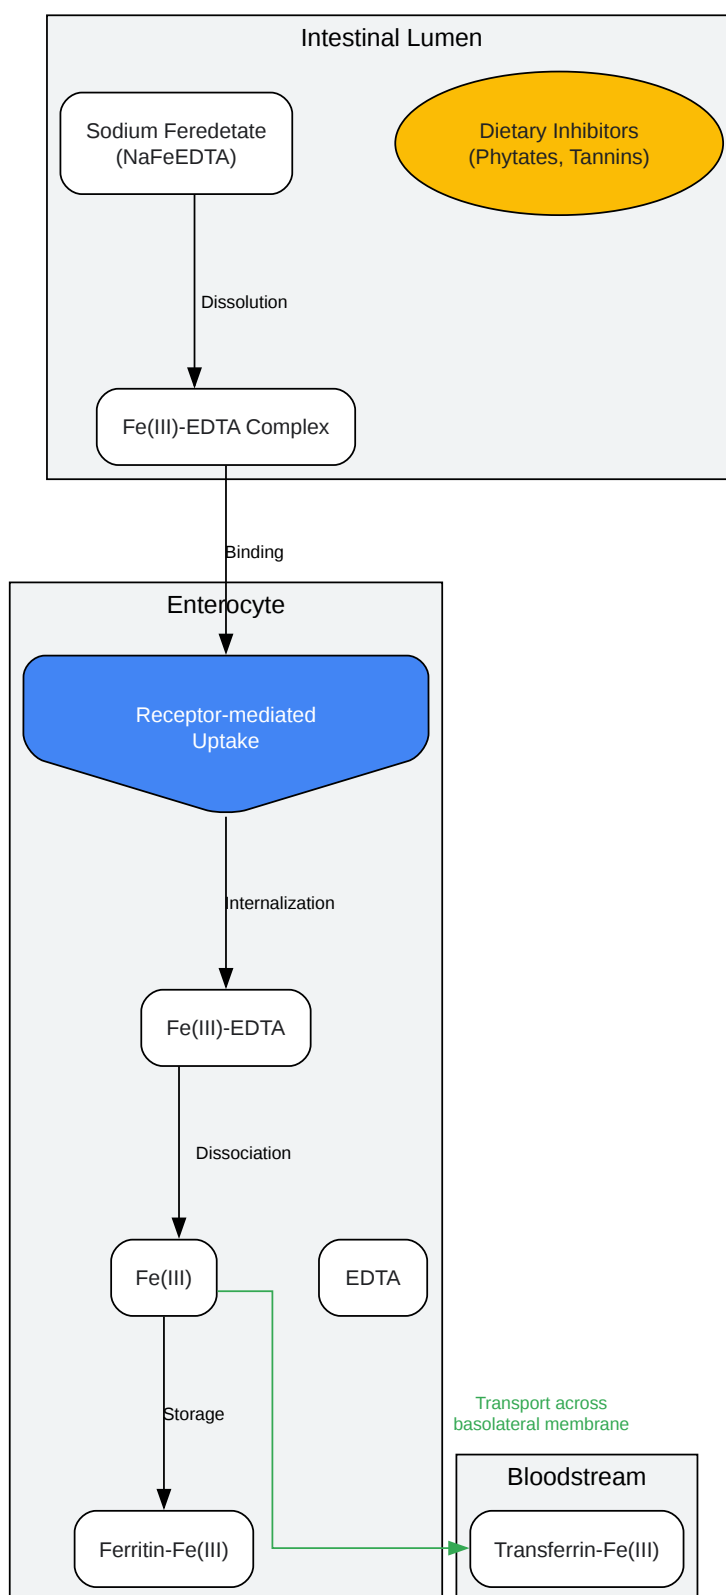 Intestinal Lumen
Sodium Feredetate
(NaFeEDTA)
Dietary Inhibitors
(Phytates, Tannins)
Dissolution
Fe(III)-EDTA Complex
Binding
Enterocyte
Receptor-mediated
Uptake
Internalization
Fe(III)-EDTA
Dissociation
Fe(III)
EDTA
Transport across
basolateral membrane
Storage
Bloodstream
Ferritin-Fe(III)
Transferrin-Fe(III)